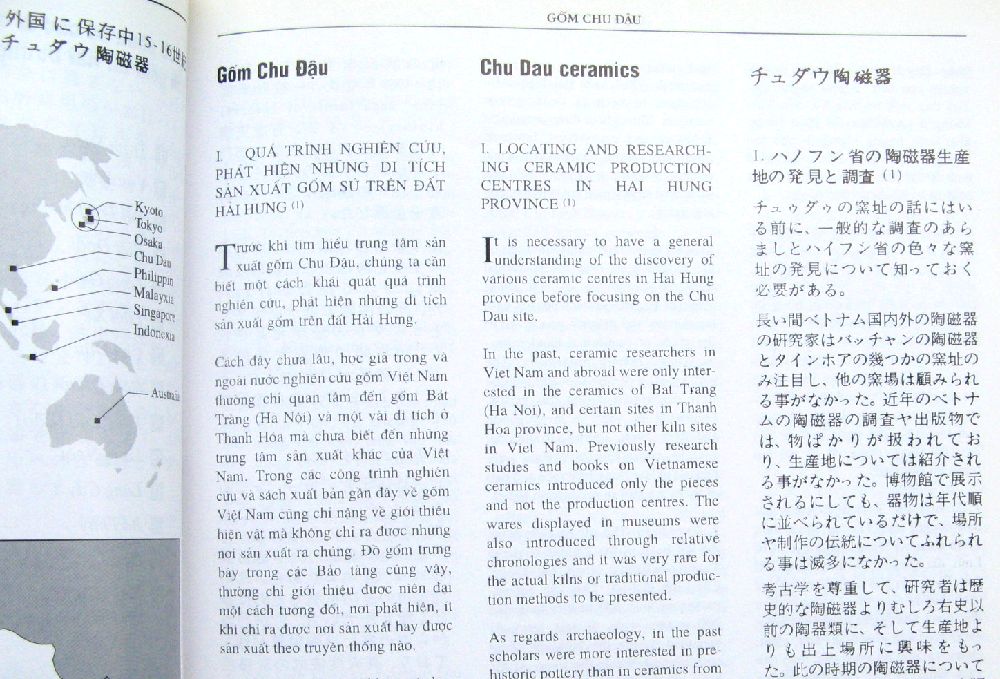 外国に保存中15-16世紀
チュダウ陶磁器
Kyoto
Tokyo
Osaka
Chu Dau
Philippin
Malayxia
Singapore
Indonexia
Australia
GỐM CHU ĐẬU
Gốm Chu Đậu
I. QUÁ TRÌNH NGHIÊN CỨU,
PHÁT HIỆN NHỮNG DI TÍCH
SẢN XUẤT GỐM SỨ TRÊN ĐẤT
HẢI HƯNG (1)
Trước khi tìm hiểu trung tâm sản
xuất gốm Chu Đậu, chúng ta cần
biết một cách khái quát quá trình
nghiên cứu, phát hiện những di tích
sản xuất gốm trên đất Hải Hưng.
Cách đây chưa lâu, học giả trong và
ngoài nước nghiên cứu gốm Việt Nam
thường chỉ quan tâm đến gốm Bát
Tràng (Hà Nội) và một vài di tích ở
Thanh Hóa mà chưa biết đến những
trung tâm sản xuất khác của Việt
Nam. Trong các công trình nghiên
cứu và sách xuất bản gần đây về gốm
Việt Nam cũng chỉ nặng về giới thiệu
hiện vật mà không chỉ ra được những
nơi sản xuất ra chúng. Đồ gốm trưng
bày trong các Bảo tàng cũng vậy,
thường chỉ giới thiệu được niên đại
một cách tương đối, nơi phát hiện, ít
khi chỉ ra được nơi sản xuất hay được
sản xuất theo truyền thống nào.
Chu Dau ceramics
I. LOCATING AND RESEARCH-
ING CERAMIC PRODUCTION
CENTRES IN HAI HUNG
PROVINCE (1)
It is necessary to have a general
understanding of the discovery of
various ceramic centres in Hai Hung
province before focusing on the Chu
Dau site.
In the past, ceramic researchers in
Viet Nam and abroad were only inter-
ested in the ceramics of Bat Trang
(Ha Noi), and certain sites in Thanh
Hoa province, but not other kiln sites
in Viet Nam. Previously research
studies and books on Vietnamese
ceramics introduced only the pieces
and not the production centres. The
wares displayed in museums were
also introduced through relative
chronologies and it was very rare for
the actual kilns or traditional produc-
tion methods to be presented.
As regards archaeology, in the past
scholars were more interested in pre-
historic pottery than in ceramics from
チュダウ陶磁器
I. ハノフン省の陶磁器生産
地の発見と調査 (1)
チュゥダゥの窯址の話にはい
る前に、一般的な調査のあら
ましとハイフン省の色々な窯
址の発見について知っておく
必要がある。
長い間ベトナム国内外の陶磁器
の研究家はバッチャンの陶磁器
とタインホアの幾つかの窯址の
み注目し、他の窯場は顧みられ
る事がなかった。近年のベトナ
ムの陶磁器の調査や出版物で
は、物ばかりが扱われてお
り、生産地については紹介され
る事がなかった。博物館で展示
されるにしても、器物は年代順
に並べられているだけで、場所
や制作の伝統についてふれられ
る事は滅多になかった。
考古学を尊重して、研究者は歴
史的な陶磁器よりむしろ右史以
前の陶器類に、そして生産地よ
りも出上場所に興味をもっ
た。此の時期の陶磁器について